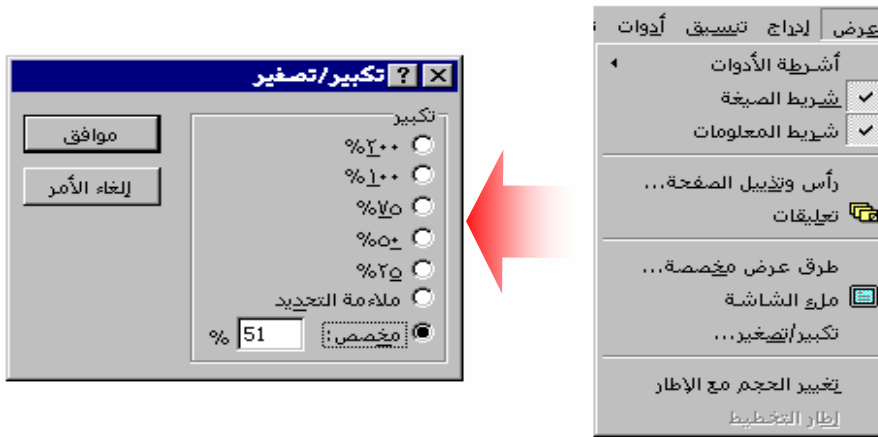 عرض إدراج تنسيق أدوات
أشرطة الأدوات
شريط الصيغة
شريط المعلومات
رأس وتذييل الصفحة...
تعليقات
طرق عرض مخصصة...
ملء الشاشة
تكبير/تصغير...
تغيير الحجم مع الإطار
إطار التخطيط
تكبير/تصغير
تكبير
٢٠٠%
١٠٠%
٧٥%
٥٠%
٢٥%
ملاءمة التحديد
مخصص: 51 %
موافق
إلغاء الأمر